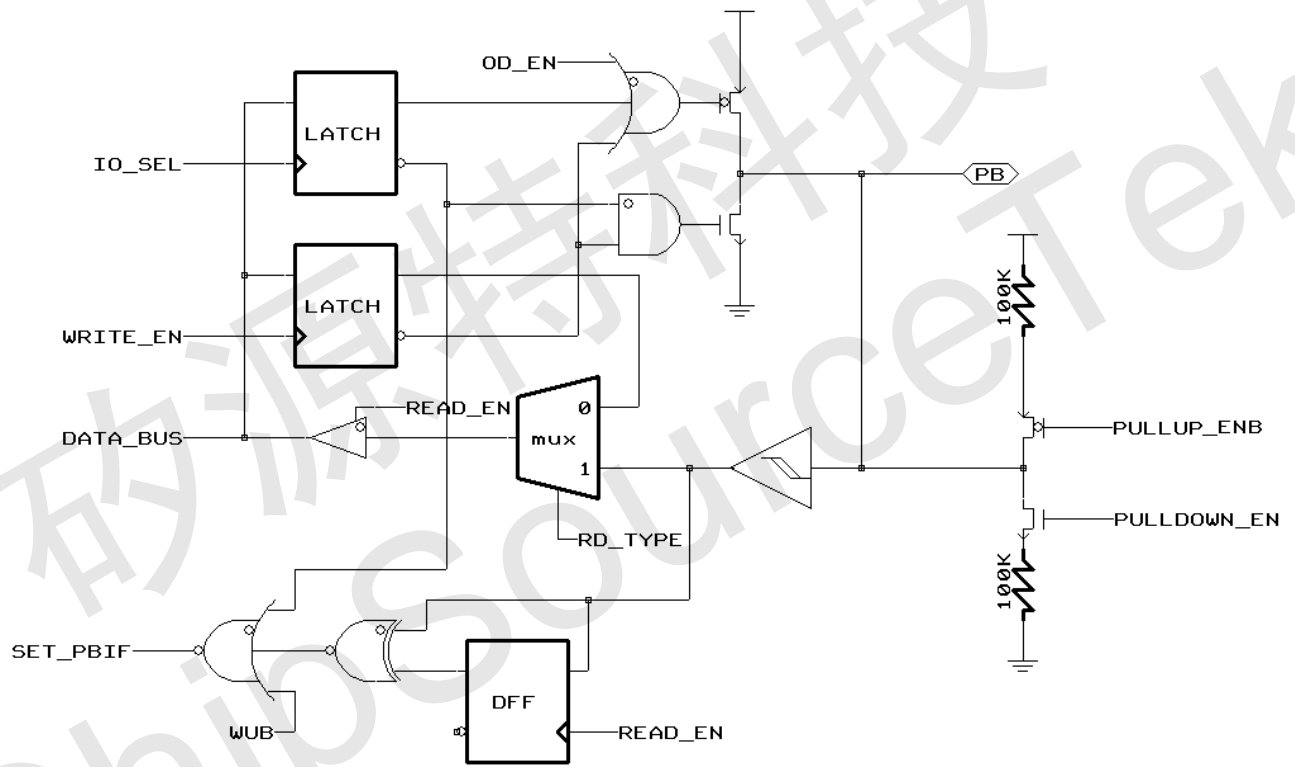 OD_EN
LATCH
IO_SEL
PB
100K
LATCH
WRITE_EN
READ_EN
0
DATA_BUS
mux
PULLUP_ENB
1
PULLDOWN_EN
RD_TYPE
100K
SET_PBIF
DFF
WUB
READ_EN
矽源特科技
ChipSourceTek